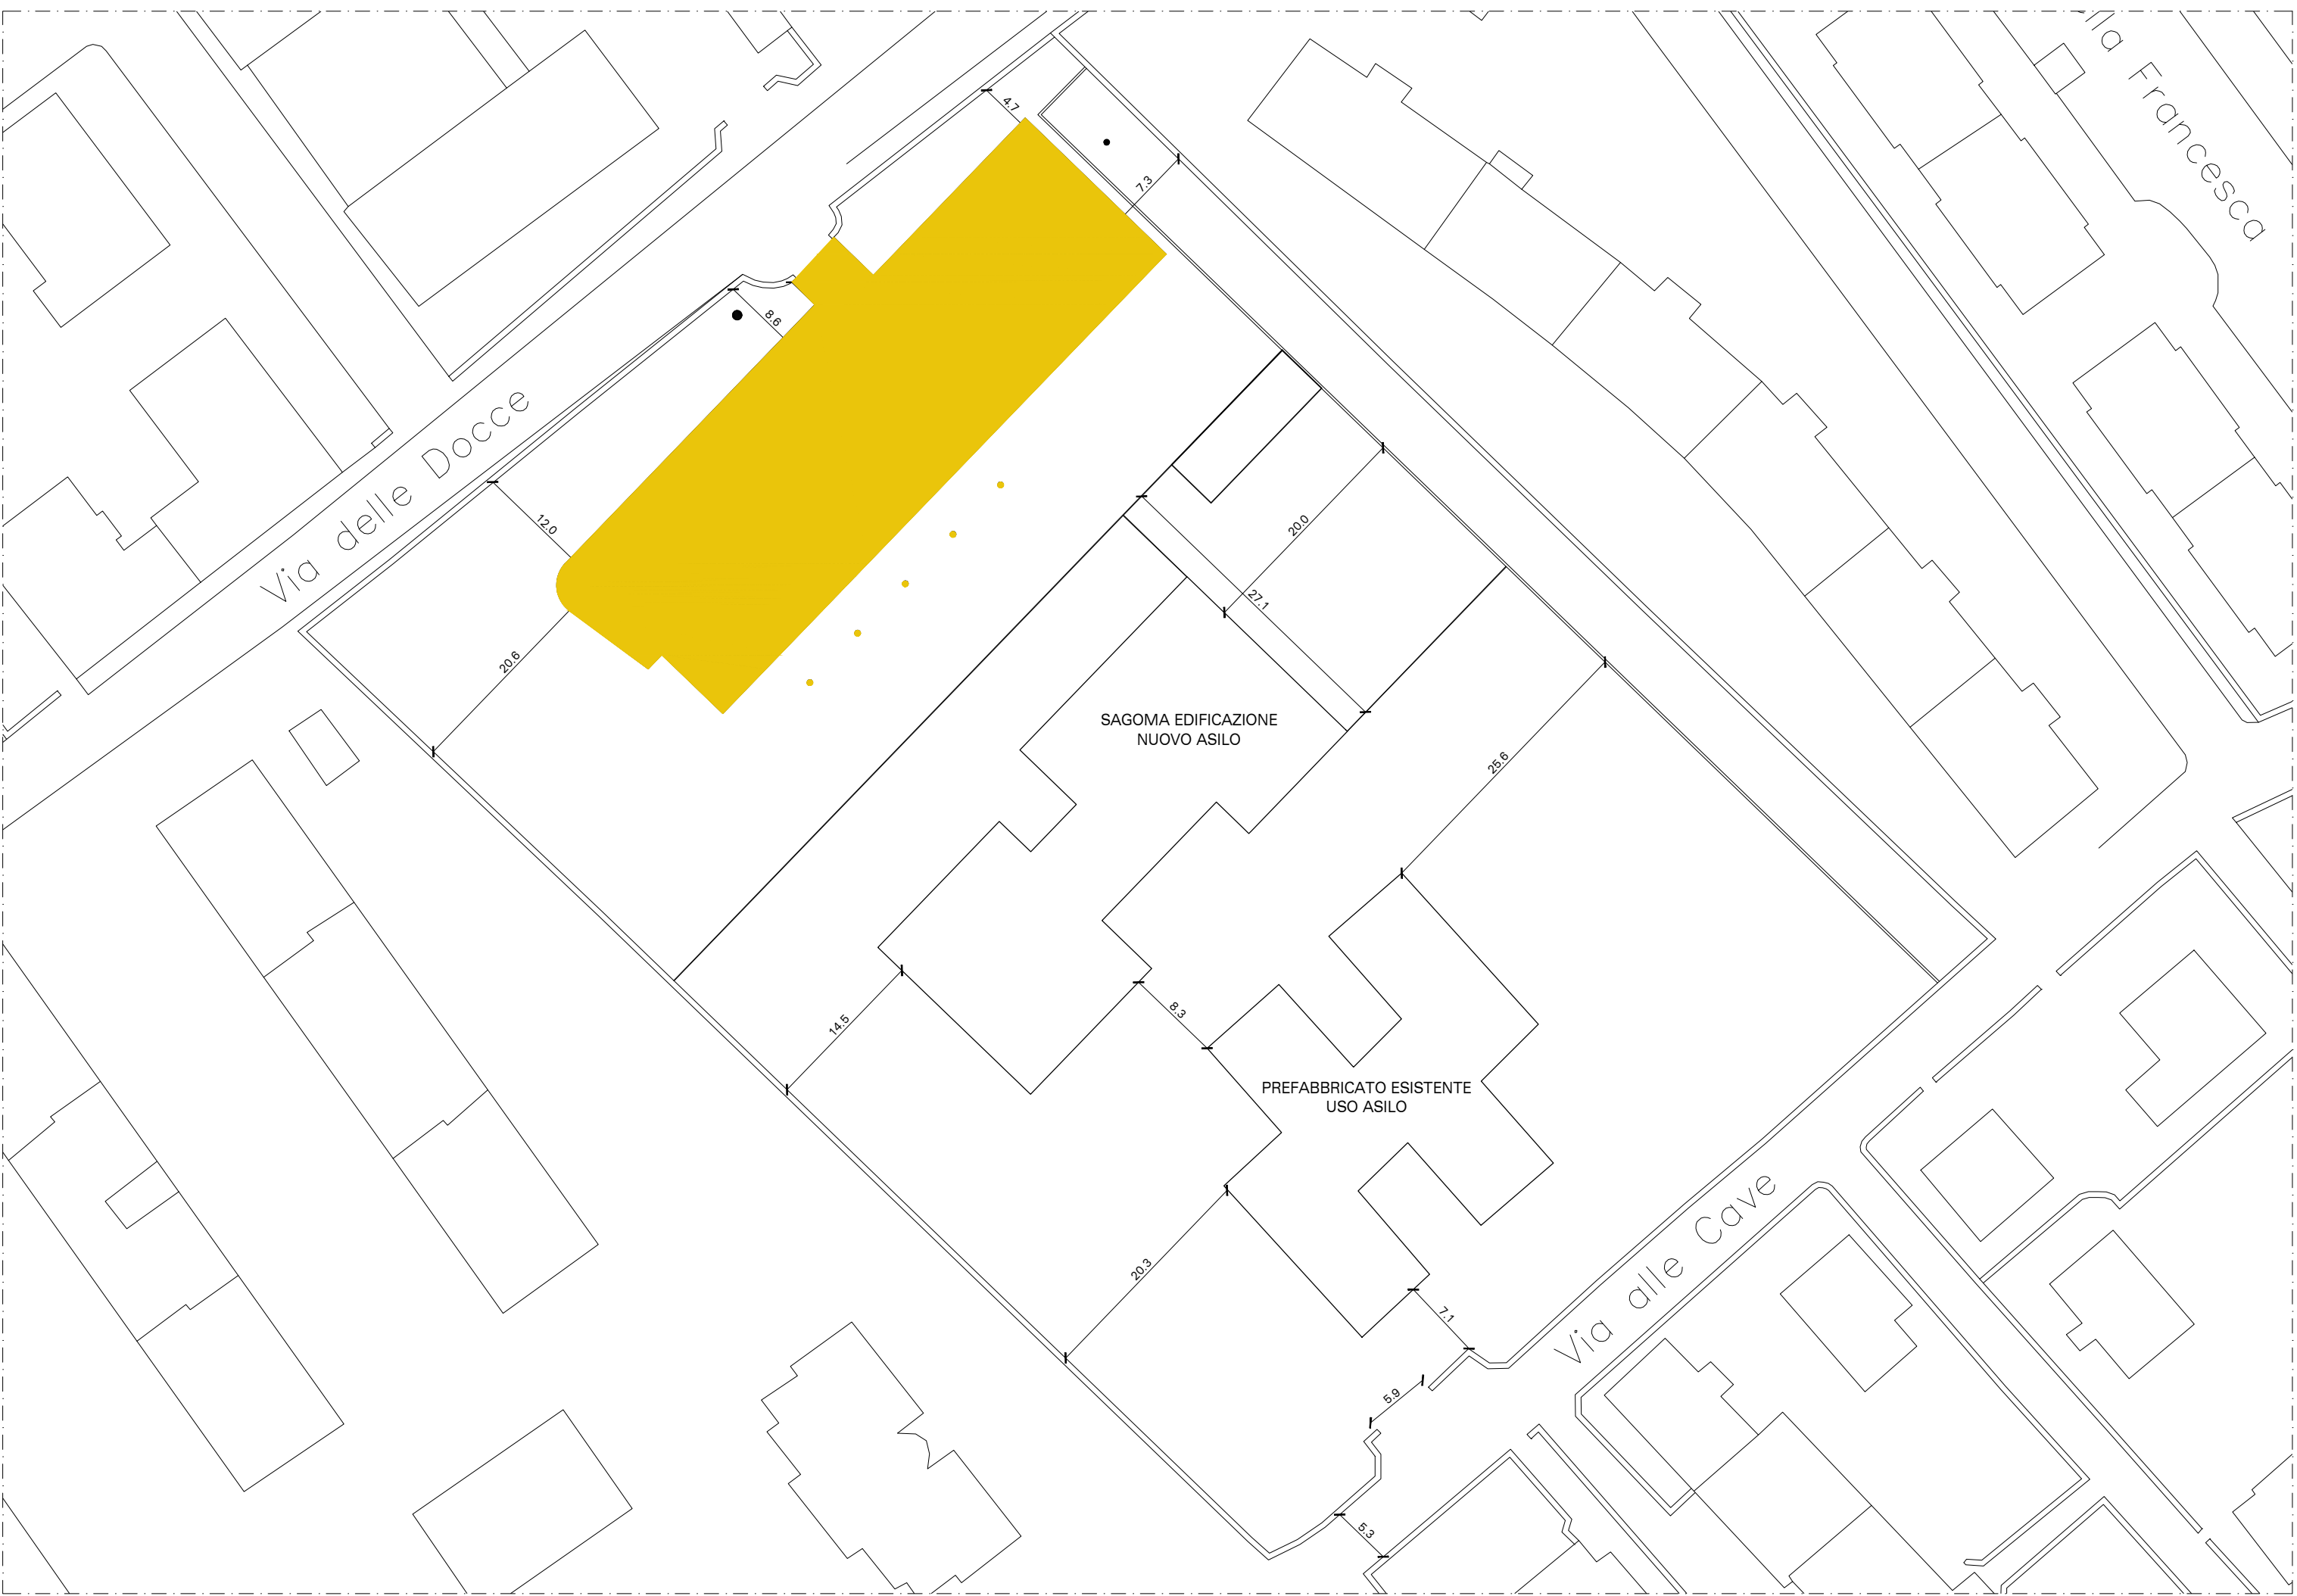 Via Francesca
4.7
7.3
8.6
Via delle Docce
12.0
20.0
27.1
20.6
SAGOMA EDIFICAZIONE
NUOVO ASILO
25.6
14.5
8.3
PREFABBRICATO ESISTENTE
USO ASILO
Via alle Cave
20.3
7.1
5.9
5.3